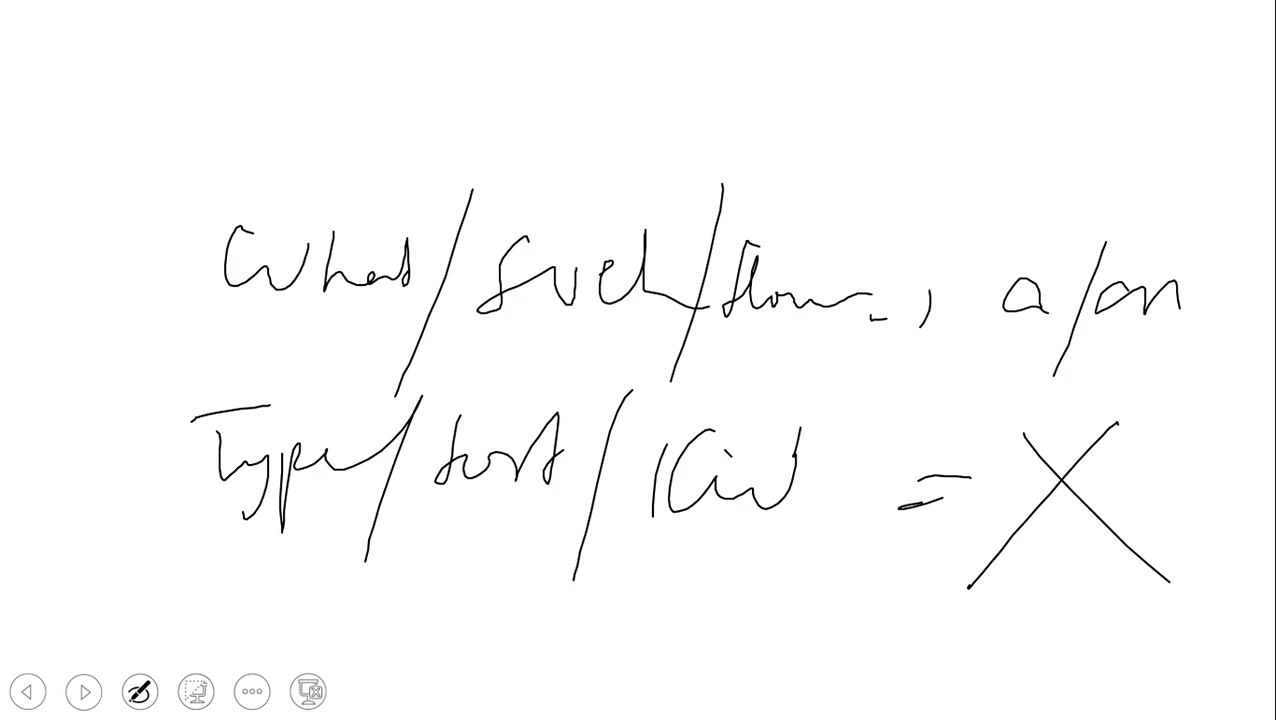 What/such/ , a/an
Type/sort/Kind = X